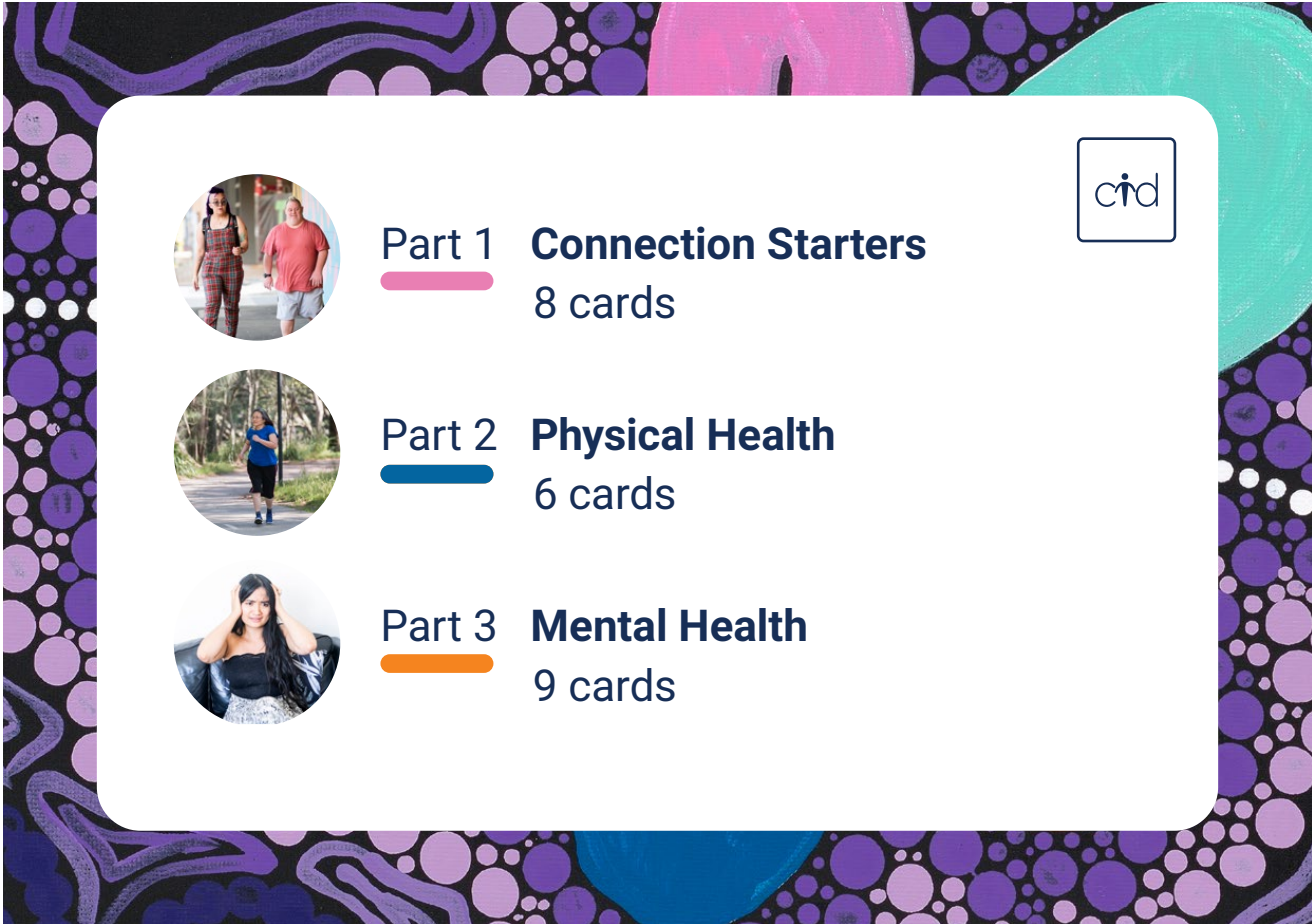 cid
Part 1 Connection Starters
8 cards
Part 2 Physical Health
6 cards
Part 3 Mental Health
9 cards